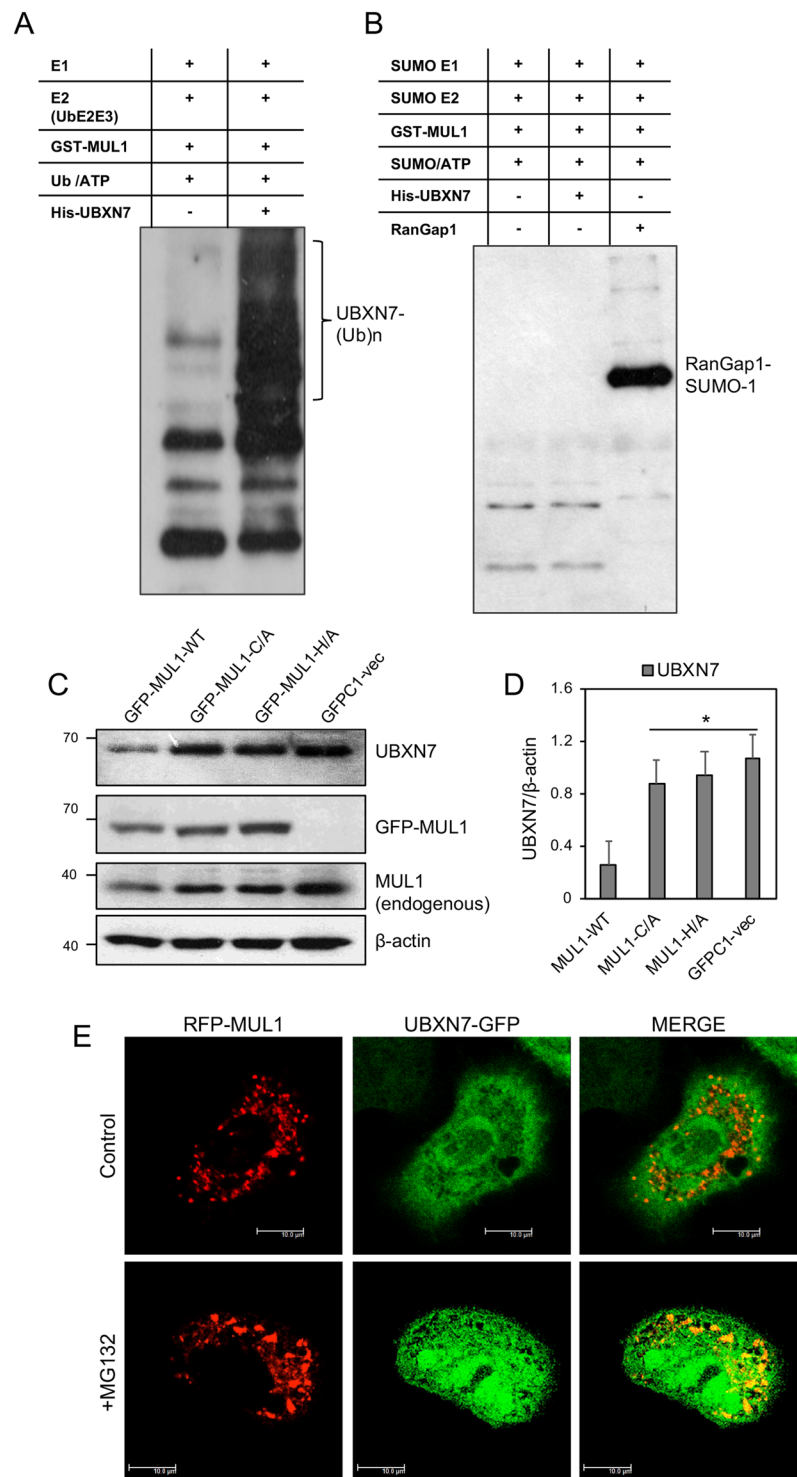 A
E1 + +
E2
(UbE2E3) + +
GST-MUL1 + +
Ub /ATP + +
His-UBXN7 - +
UBXN7-
(Ub)n
B
SUMO E1 + + +
SUMO E2 + + +
GST-MUL1 + + +
SUMO/ATP + + +
His-UBXN7 - + -
RanGap1 - - +
RanGap1-
SUMO-1
C
GFP-MUL1-WT
GFP-MUL1-C/A
GFP-MUL1-H/A
GFPC1-vec
70
UBXN7
70
GFP-MUL1
40
MUL1
(endogenous)
40
β-actin
D
UBXN7
1.6
1.2
0.8
0.4
0
UBXN7/β-actin
*
MUL1-WT
MUL1-C/A
MUL1-H/A
GFPC1-vec
E
RFP-MUL1 UBXN7-GFP MERGE
Control
10.0 µm 10.0 µm 10.0 µm
+MG132
10.0 µm 10.0 µm 10.0 µm